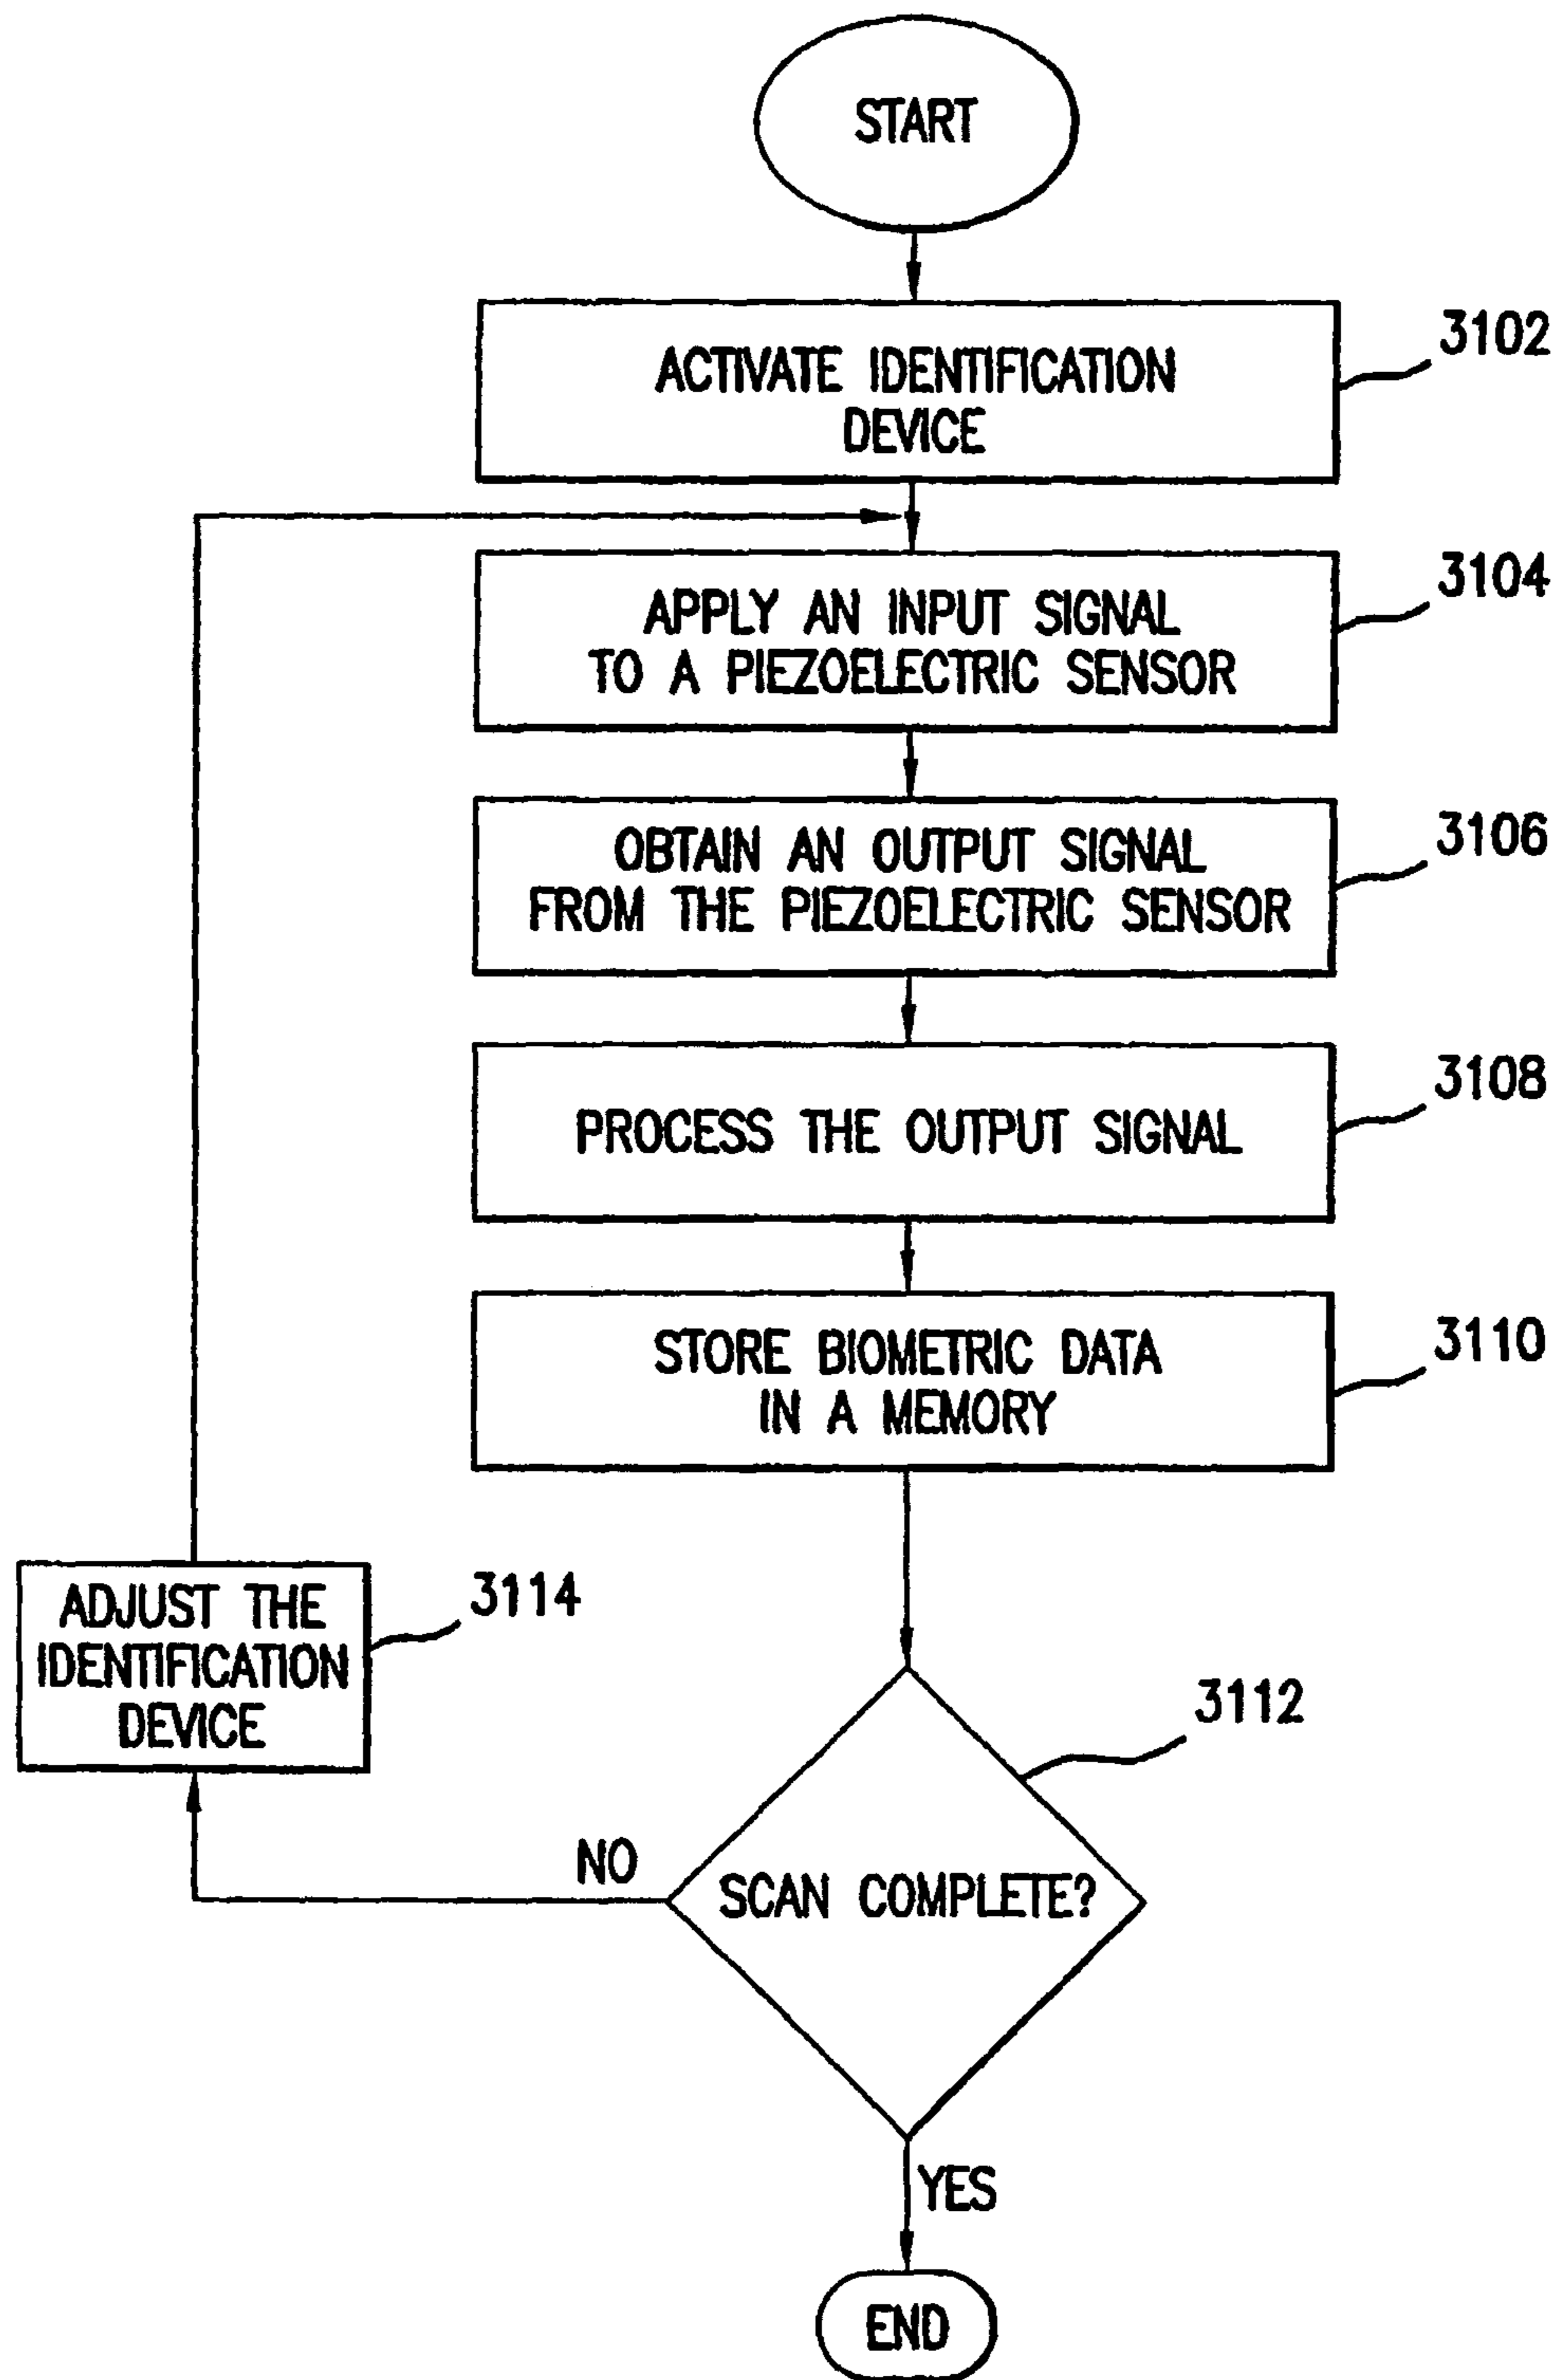 START
ACTIVATE IDENTIFICATION
DEVICE
3102
APPLY AN INPUT SIGNAL
TO A PIEZOELECTRIC SENSOR
3104
OBTAIN AN OUTPUT SIGNAL
FROM THE PIEZOELECTRIC SENSOR
3106
PROCESS THE OUTPUT SIGNAL
3108
STORE BIOMETRIC DATA
IN A MEMORY
3110
ADJUST THE
IDENTIFICATION
DEVICE
3114
3112
SCAN COMPLETE?
NO
YES
END